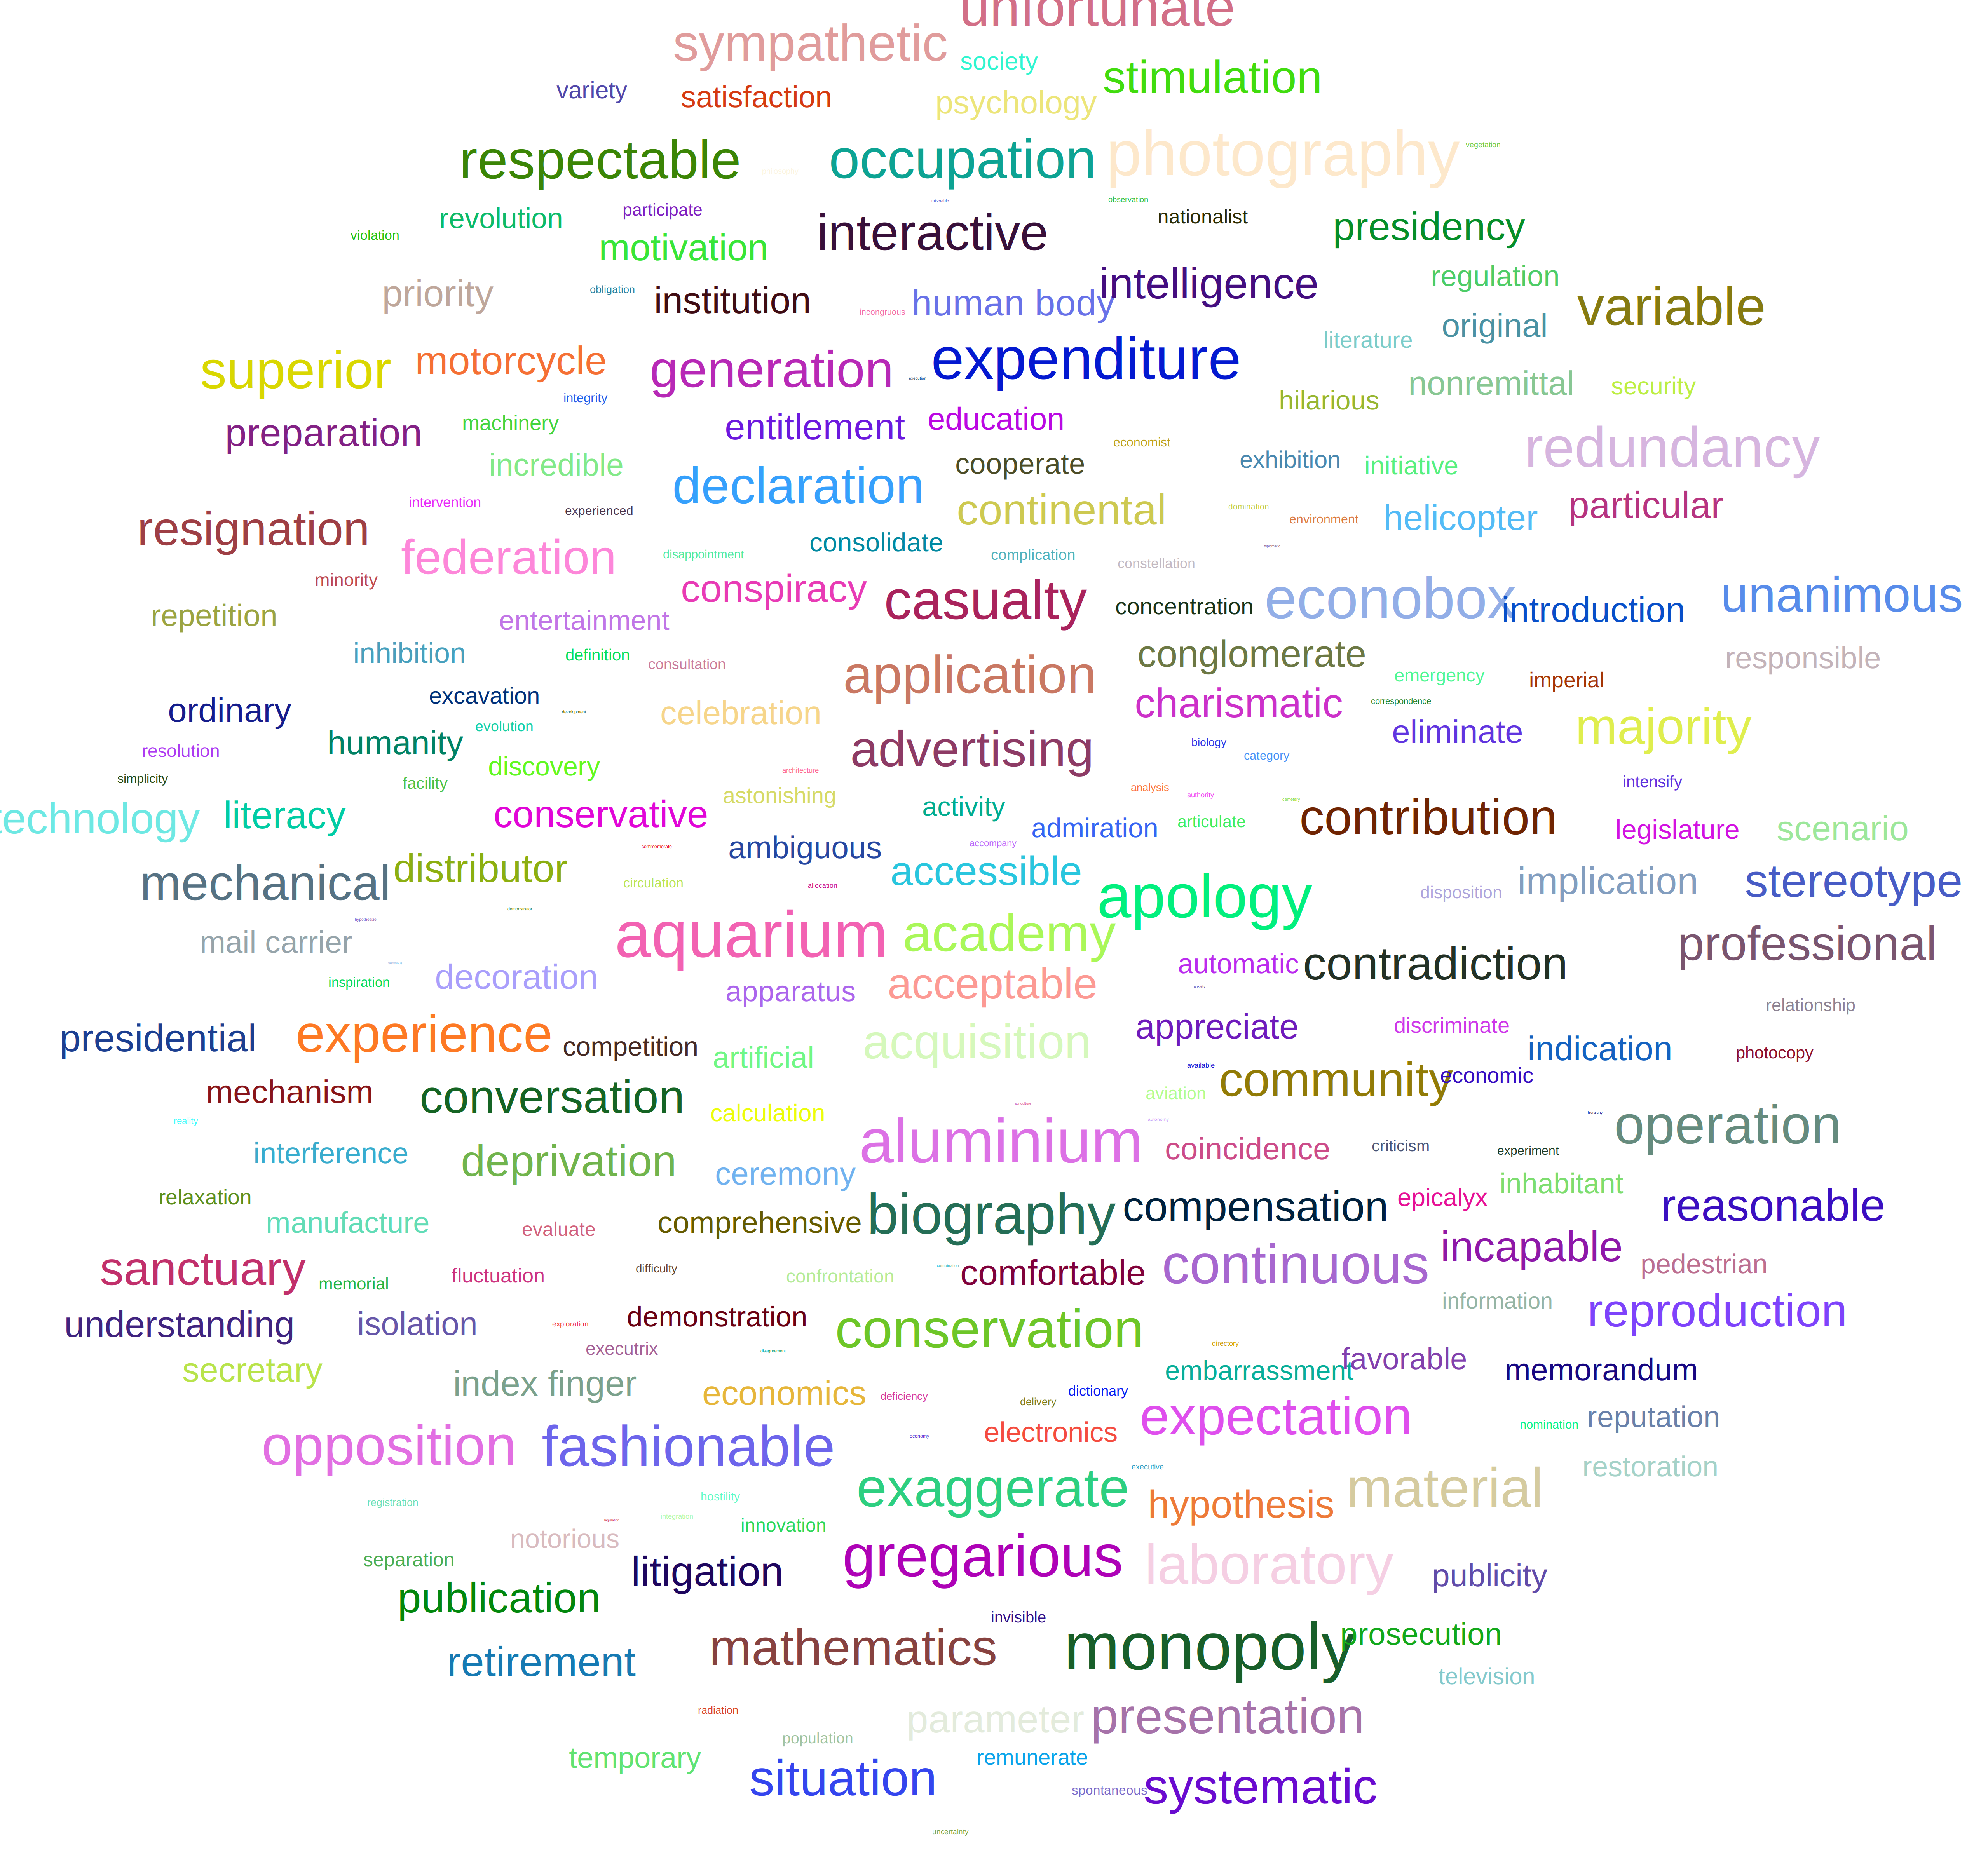 unfortunate
sympathetic
society
stimulation
variety
satisfaction
psychology
respectable
occupation
photography
vegetation
observation
revolution
participate
interactive
nationalist
presidency
violation
motivation
priority
obligation
institution
incongruous
human body
intelligence
regulation
variable
literature
original
superior
motorcycle
generation
expenditure
nonremittal
security
integrity
hilarious
preparation
machinery
entitlement
education
economist
redundancy
incredible
cooperate
exhibition
initiative
declaration
intervention
experienced
continental
domination
environment
helicopter
particular
resignation
federation
disappointment
consolidate
complication
constellation
minority
conspiracy
casualty
concentration
econobox
introduction
unanimous
repetition
entertainment
inhibition
definition
consultation
application
conglomerate
emergency
imperial
responsible
ordinary
excavation
development
celebration
charismatic
correspondence
evolution
eliminate
majority
resolution
humanity
advertising
biology
category
simplicity
facility
discovery
architecture
analysis
authority
intensify
technology
literacy
conservative
astonishing
activity
admiration
articulate
contribution
legislature
scenario
commemorate
ambiguous
accompany
mechanical
distributor
circulation
allocation
accessible
apology
disposition
implication
stereotype
demonstrator
mail carrier
aquarium
academy
professional
inspiration
decoration
apparatus
acceptable
automatic
contradiction
relationship
presidential
experience
competition
artificial
acquisition
appreciate
discriminate
indication
photocopy
mechanism
conversation
available
aviation
community
economic
reality
calculation
agriculture
hierarchy
operation
interference
deprivation
ceremony
aluminium
coincidence
criticism
experiment
relaxation
inhabitant
manufacture
evaluate
comprehensive
biography
compensation
epicalyx
reasonable
sanctuary
memorial
fluctuation
difficulty
confrontation
combination
comfortable
continuous
incapable
pedestrian
understanding
isolation
exploration
demonstration
conservation
information
reproduction
secretary
executrix
disagreement
directory
embarrassment
favorable
memorandum
index finger
economics
deficiency
delivery
dictionary
opposition
fashionable
economy
electronics
expectation
nomination
reputation
registration
hostility
exaggerate
executive
hypothesis
material
restoration
notorious
integration
innovation
separation
litigation
gregarious
laboratory
publicity
publication
invisible
retirement
mathematics
monopoly
prosecution
television
radiation
parameter
presentation
population
temporary
situation
remunerate
spontaneous
systematic
uncertainty